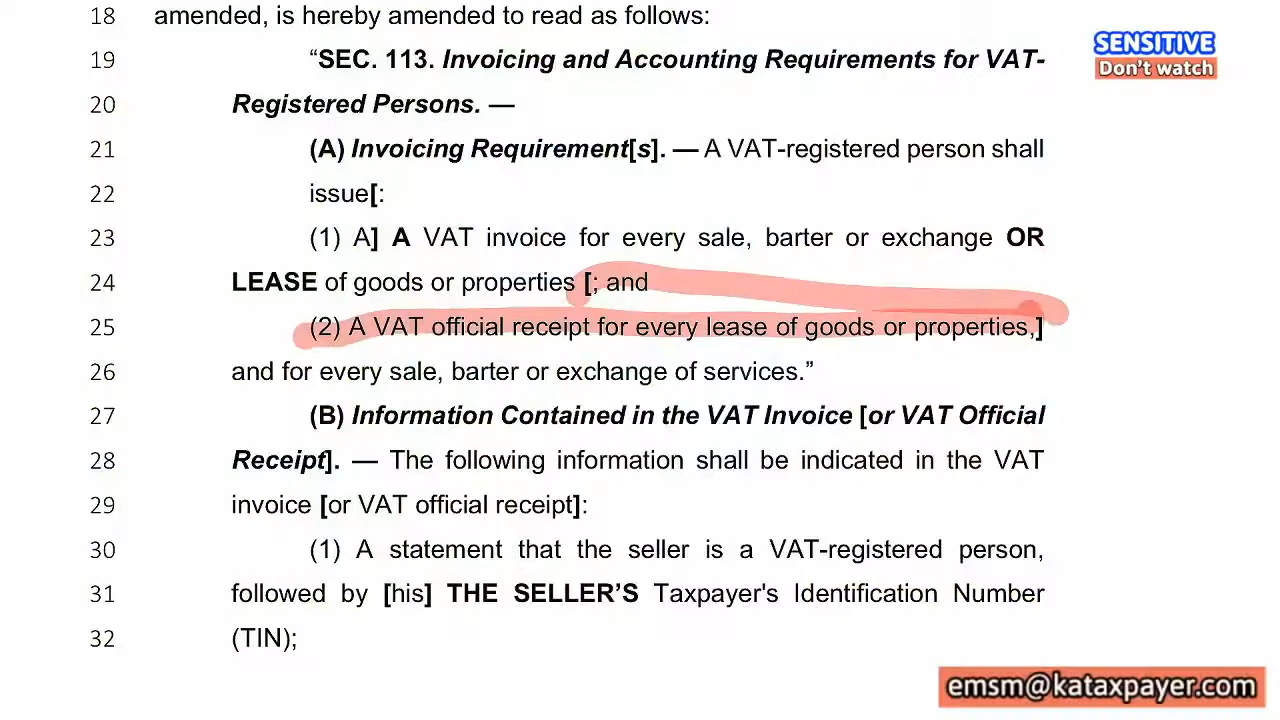 18 amended, is hereby amended to read as follows:
SENSITIVE
Don't watch
19 “SEC. 113. Invoicing and Accounting Requirements for VAT-
20 Registered Persons. —
21 (A) Invoicing Requirement[s]. — A VAT-registered person shall
22 issue[:
23 (1) A] A VAT invoice for every sale, barter or exchange OR
24 LEASE of goods or properties [; and
25 (2) A VAT official receipt for every lease of goods or properties,]
26 and for every sale, barter or exchange of services.”
27 (B) Information Contained in the VAT Invoice [or VAT Official
28 Receipt]. — The following information shall be indicated in the VAT
29 invoice [or VAT official receipt]:
30 (1) A statement that the seller is a VAT-registered person,
31 followed by [his] THE SELLER’S Taxpayer's Identification Number
32 (TIN);
emsm@kataxpayer.com